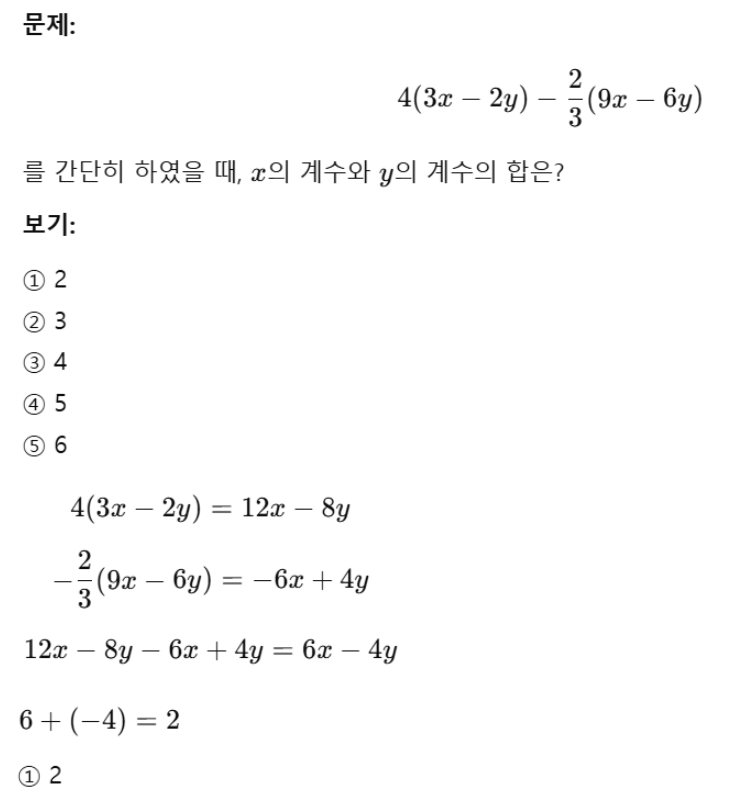 문제:
4(3x − 2y) − \frac{2}{3}(9x − 6y)
를 간단히 하였을 때, x의 계수와 y의 계수의 합은?
보기:
① 2
② 3
③ 4
④ 5
⑤ 6
4(3x − 2y) = 12x − 8y
−\frac{2}{3}(9x − 6y) = −6x + 4y
12x − 8y − 6x + 4y = 6x − 4y
6 + (−4) = 2
① 2